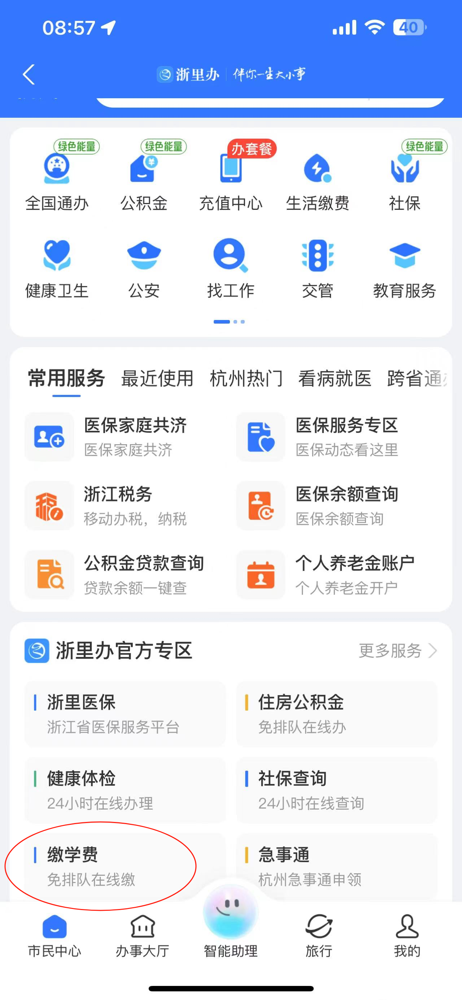 08:57
40
浙里办 伴你一生大小事
绿色能量 绿色能量 办套餐 绿色能量
全国通办 公积金 充值中心 生活缴费 社保
健康卫生 公安 找工作 交管 教育服务
常用服务 最近使用 杭州热门 看病就医 跨省通
医保家庭共济 医保服务专区
医保家庭共济 医保动态看这里
浙江税务 医保余额查询
移动办税，纳税 医保余额查询
公积金贷款查询 个人养老金账户
贷款余额一键查 个人养老金开户
浙里办官方专区 更多服务
浙里医保 住房公积金
浙江省医保服务平台 免排队在线办
健康体检 社保查询
24小时在线办理 24小时在线查询
缴学费 急事通
免排队在线缴 杭州急事通申领
市民中心 办事大厅 智能助理 旅行 我的